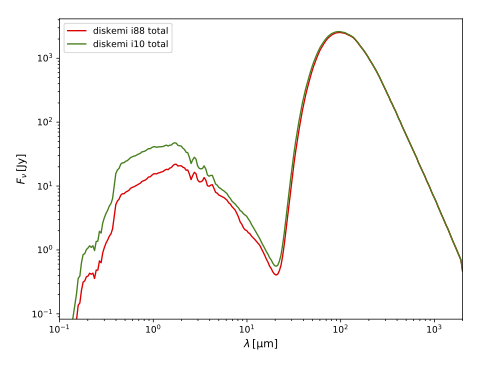 diskemi i88 total
diskemi i10 total
10³
10²
10¹
10⁰
10⁻¹
F_ν [Jy]
10⁻¹ 10⁰ 10¹ 10² 10³
λ [μm]